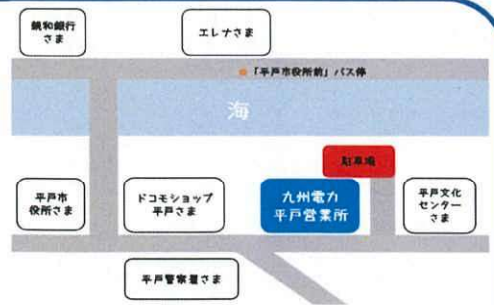 親和銀行
さま
エレナさま
「平戸市役所前」バス停
海
駐車場
平戸市
役所さま
ドコモショップ
平戸さま
九州電力
平戸営業所
平戸文化
センター
さま
平戸警察署さま